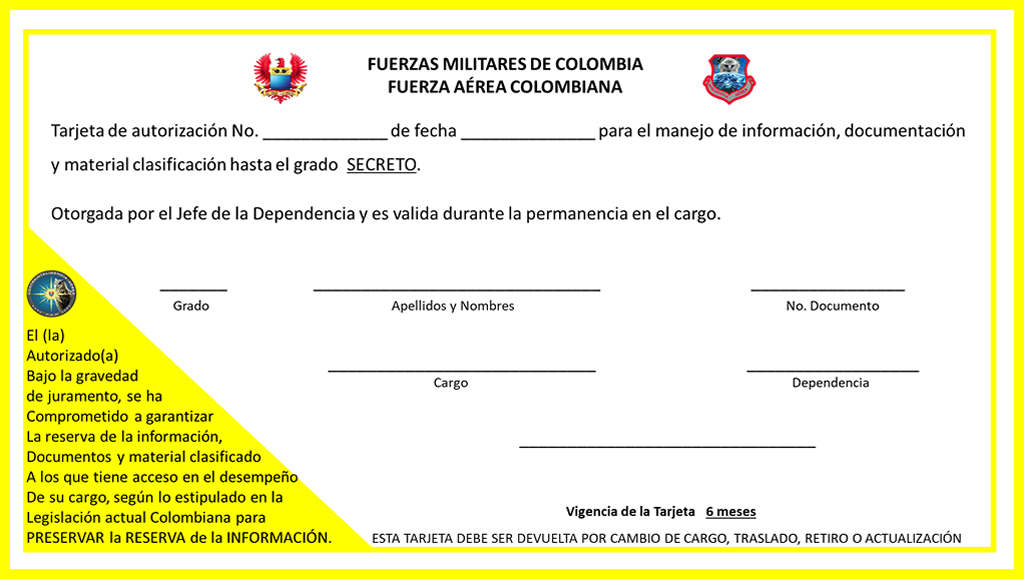 FUERZAS MILITARES DE COLOMBIA
FUERZA AÉREA COLOMBIANA
Tarjeta de autorización No. _____________ de fecha ______________ para el manejo de información, documentación
y material clasificación hasta el grado SECRETO.
Otorgada por el Jefe de la Dependencia y es valida durante la permanencia en el cargo.
Grado
Apellidos y Nombres
No. Documento
Cargo
Dependencia
El (la)
Autorizado(a)
Bajo la gravedad
de juramento, se ha
Comprometido a garantizar
La reserva de la información,
Documentos y material clasificado
A los que tiene acceso en el desempeño
De su cargo, según lo estipulado en la
Legislación actual Colombiana para
PRESERVAR la RESERVA de la INFORMACIÓN.
Vigencia de la Tarjeta 6 meses
ESTA TARJETA DEBE SER DEVUELTA POR CAMBIO DE CARGO, TRASLADO, RETIRO O ACTUALIZACIÓN